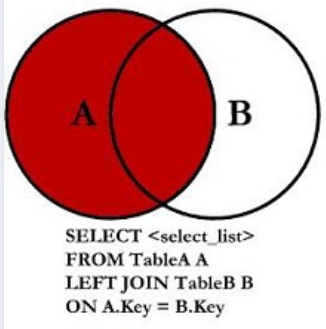 A B
SELECT <select_list>
FROM TableA A
LEFT JOIN TableB B
ON A.Key = B.Key